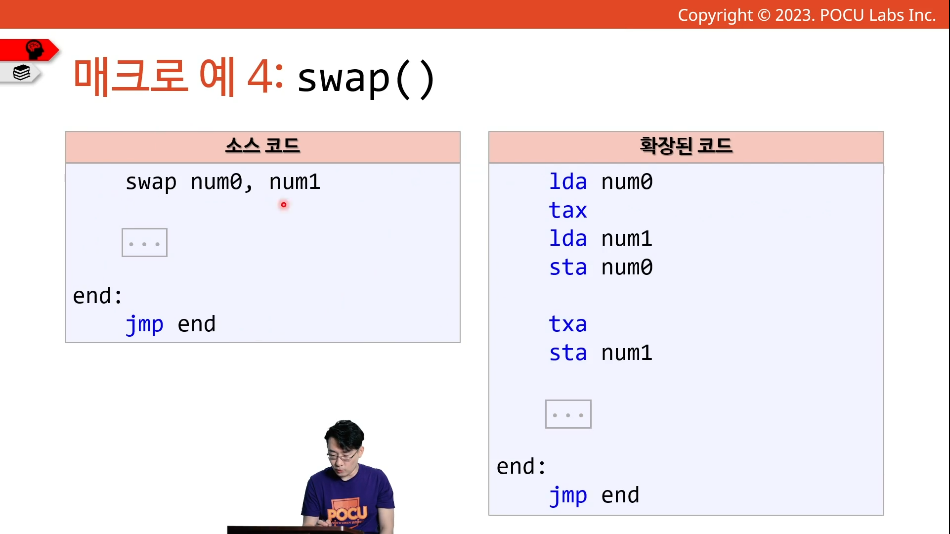 Copyright © 2023. POCU Labs Inc.
매크로 예 4: swap()
소스 코드
swap num0, num1
...
end:
jmp end
확장된 코드
lda num0
tax
lda num1
sta num0
txa
sta num1
...
end:
jmp end
POCU